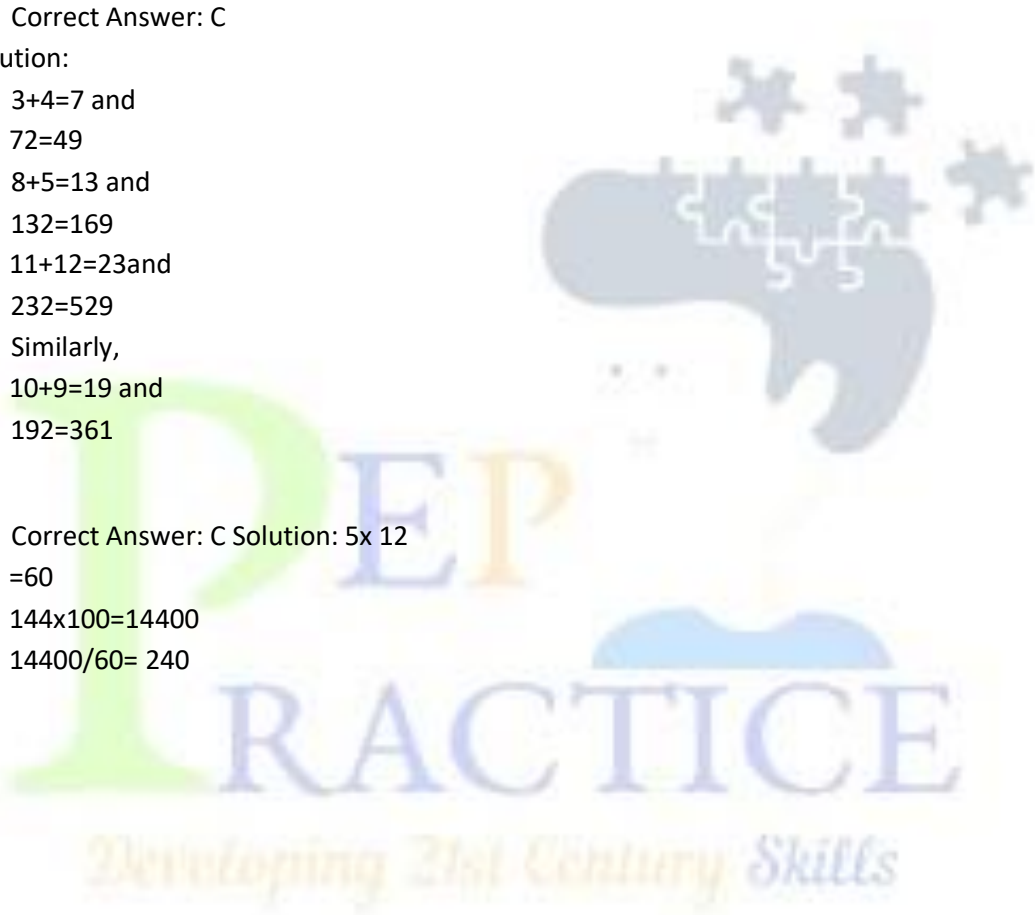 Correct Answer: C
ution:
3+4=7 and
72=49
8+5=13 and
132=169
11+12=23and
232=529
Similarly,
10+9=19 and
192=361
Correct Answer: C Solution: 5x 12
=60
144x100=14400
14400/60= 240
PEP
PRACTICE
Developing 21st Century Skills